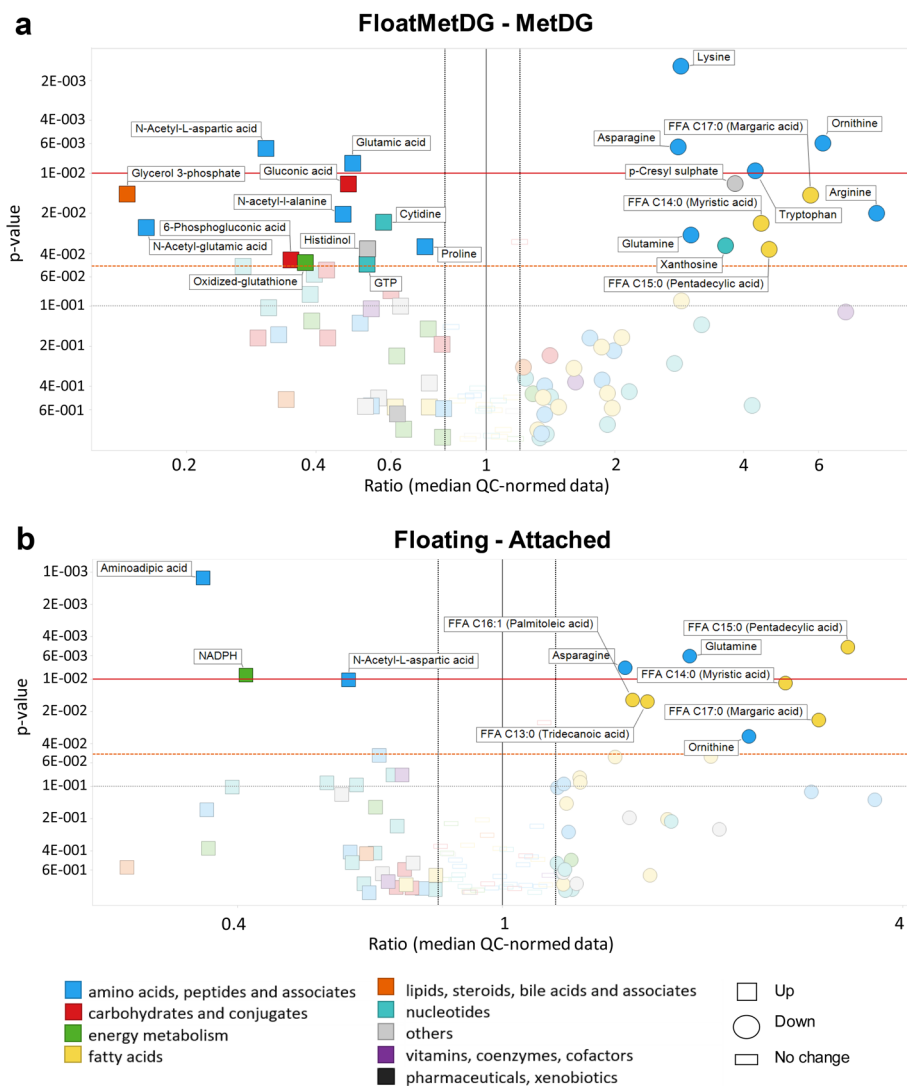 a
FloatMetDG - MetDG
2E-003
4E-003
6E-003
1E-002
2E-002
4E-002
6E-002
1E-001
2E-001
4E-001
6E-001
p-value
Lysine
N-Acetyl-L-aspartic acid
Glutamic acid
FFA C17:0 (Margaric acid)
Ornithine
Asparagine
Glycerol 3-phosphate
Gluconic acid
p-Cresyl sulphate
Arginine
N-acetyl-l-alanine
Cytidine
FFA C14:0 (Myristic acid)
Tryptophan
6-Phosphogluconic acid
N-Acetyl-glutamic acid
Histidinol
Proline
Glutamine
Xanthosine
Oxidized-glutathione
GTP
FFA C15:0 (Pentadecylic acid)
0.2
0.4
0.6
1
2
4
6
Ratio (median QC-normed data)
b
Floating - Attached
1E-003
2E-003
4E-003
6E-003
1E-002
2E-002
4E-002
6E-002
1E-001
2E-001
4E-001
6E-001
p-value
Aminoadipic acid
FFA C16:1 (Palmitoleic acid)
FFA C15:0 (Pentadecylic acid)
NADPH
N-Acetyl-L-aspartic acid
Asparagine
Glutamine
FFA C14:0 (Myristic acid)
FFA C17:0 (Margaric acid)
FFA C13:0 (Tridecanoic acid)
Ornithine
0.4
1
4
Ratio (median QC-normed data)
amino acids, peptides and associates
carbohydrates and conjugates
energy metabolism
fatty acids
lipids, steroids, bile acids and associates
nucleotides
others
vitamins, coenzymes, cofactors
pharmaceuticals, xenobiotics
Up
Down
No change